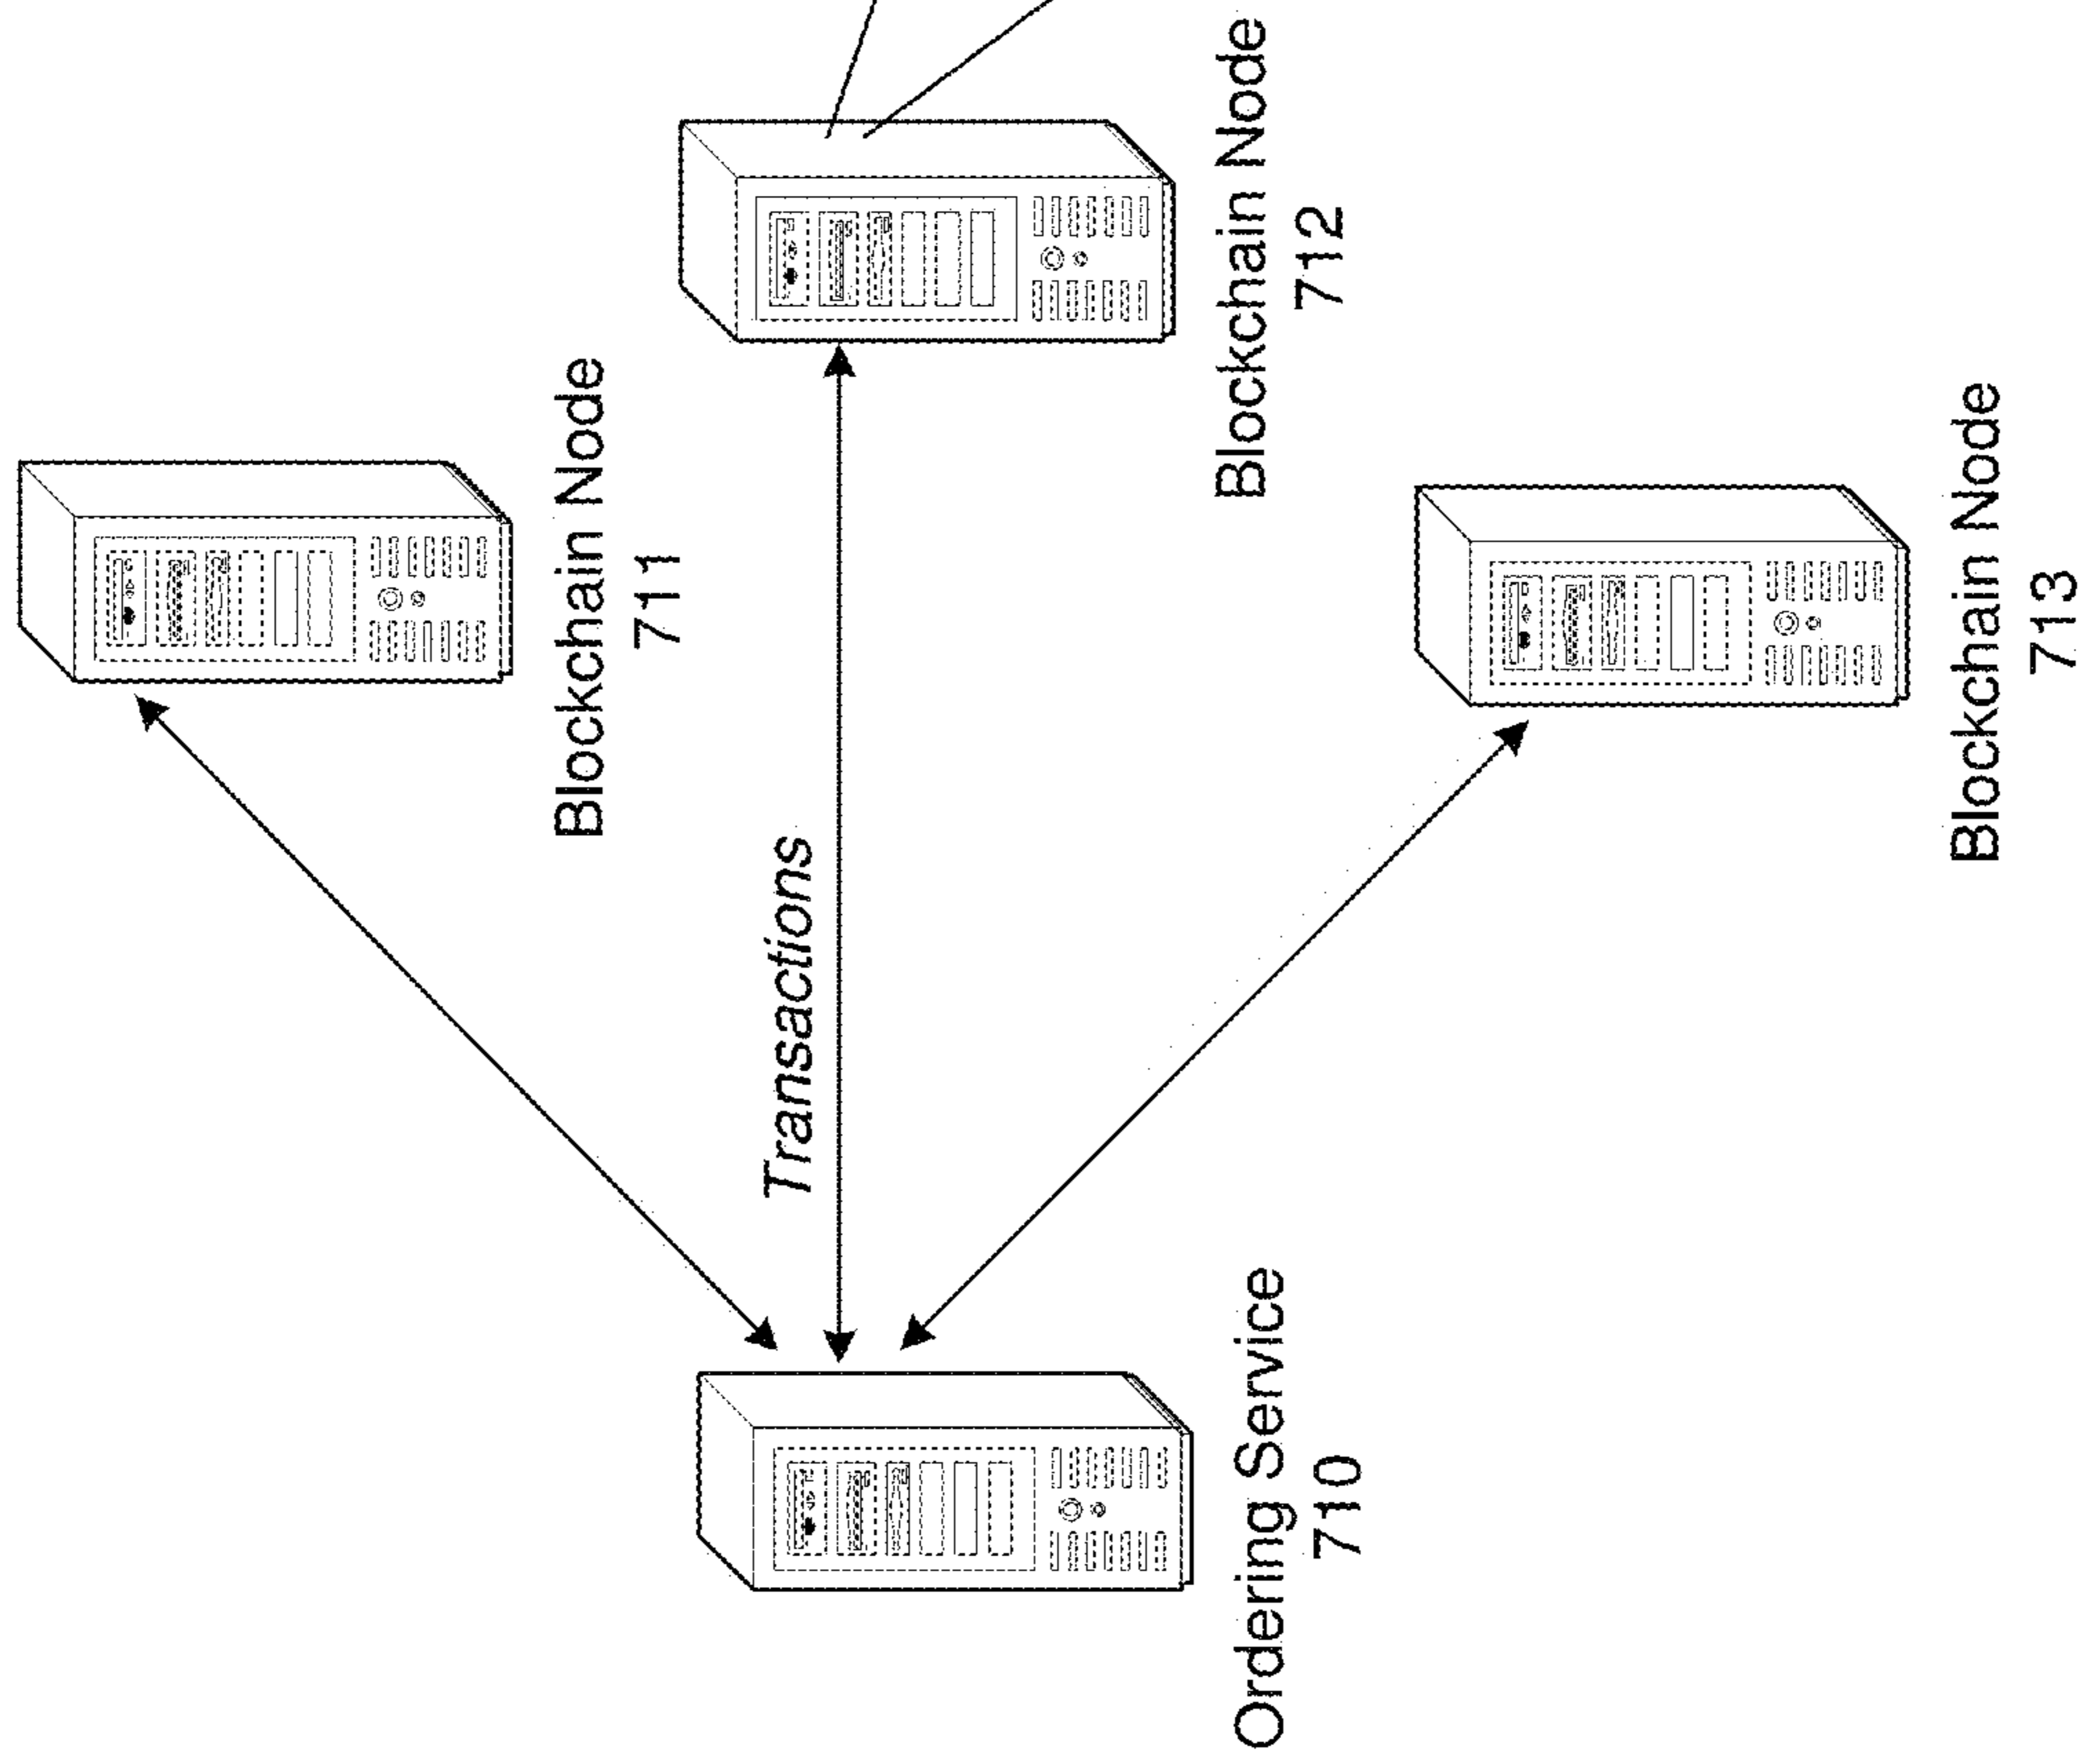 Blockchain Node
711
Transactions
Ordering Service
710
Blockchain Node
712
Blockchain Node
713